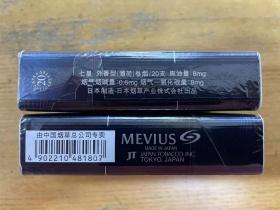 七星 外香型(薄荷)卷烟/20支 焦油量 8mg
烟气烟碱量 0.6mg 烟气一氧化碳量 8mg
日本制造·日本烟草产业株式会社出品
由中国烟草总公司专卖
4 902210 481807
MEVIUS
MADE IN JAPAN
JT JAPAN TOBACCO INC.
TOKYO, JAPAN